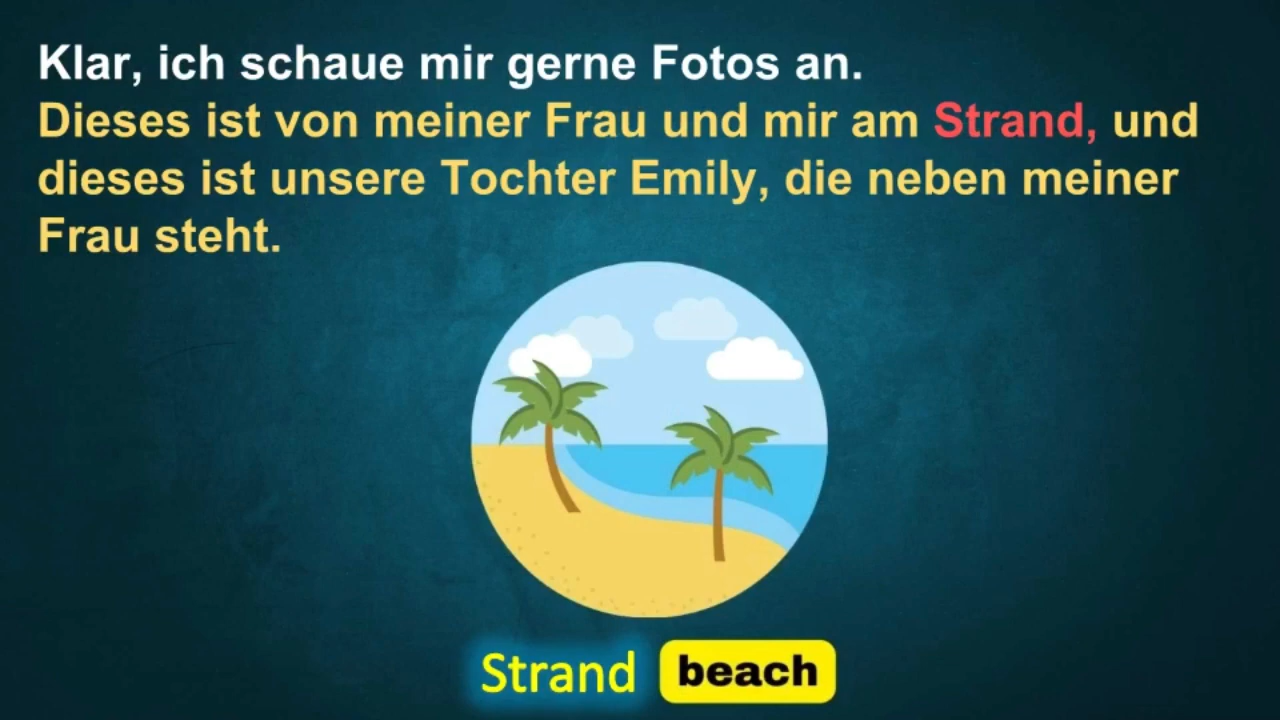 Klar, ich schaue mir gerne Fotos an.
Dieses ist von meiner Frau und mir am Strand, und
dieses ist unsere Tochter Emily, die neben meiner
Frau steht.
Strand beach